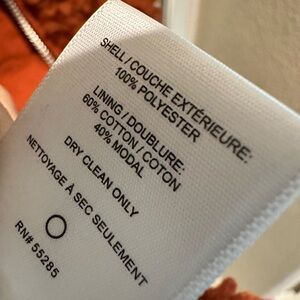 SHELL / COUCHE EXTÉRIEURE:
100% POLYESTER
LINING / DOUBLURE:
60% COTTON / COTON
40% MODAL
DRY CLEAN ONLY
NETTOYAGE À SEC SEULEMENT
RN# 55285